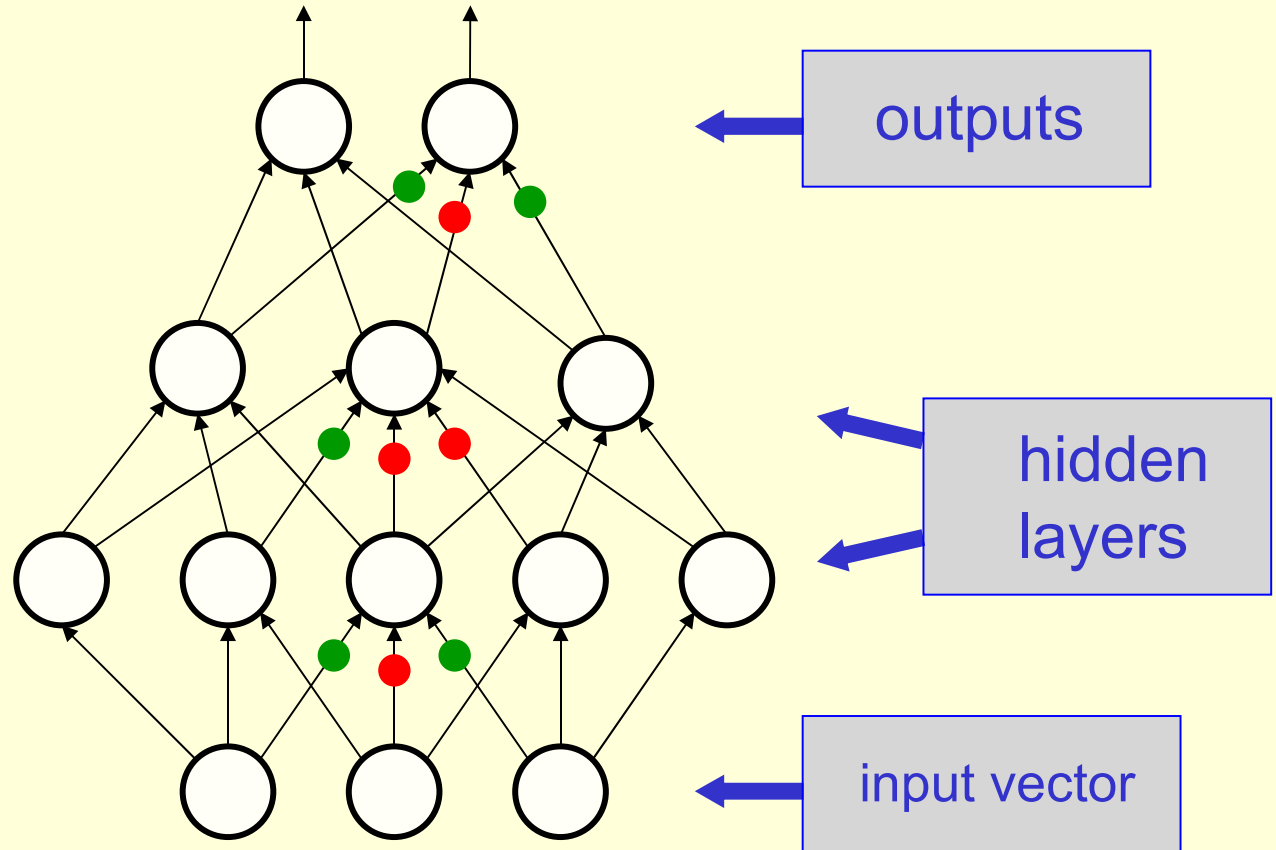 outputs
hidden
layers
input vector